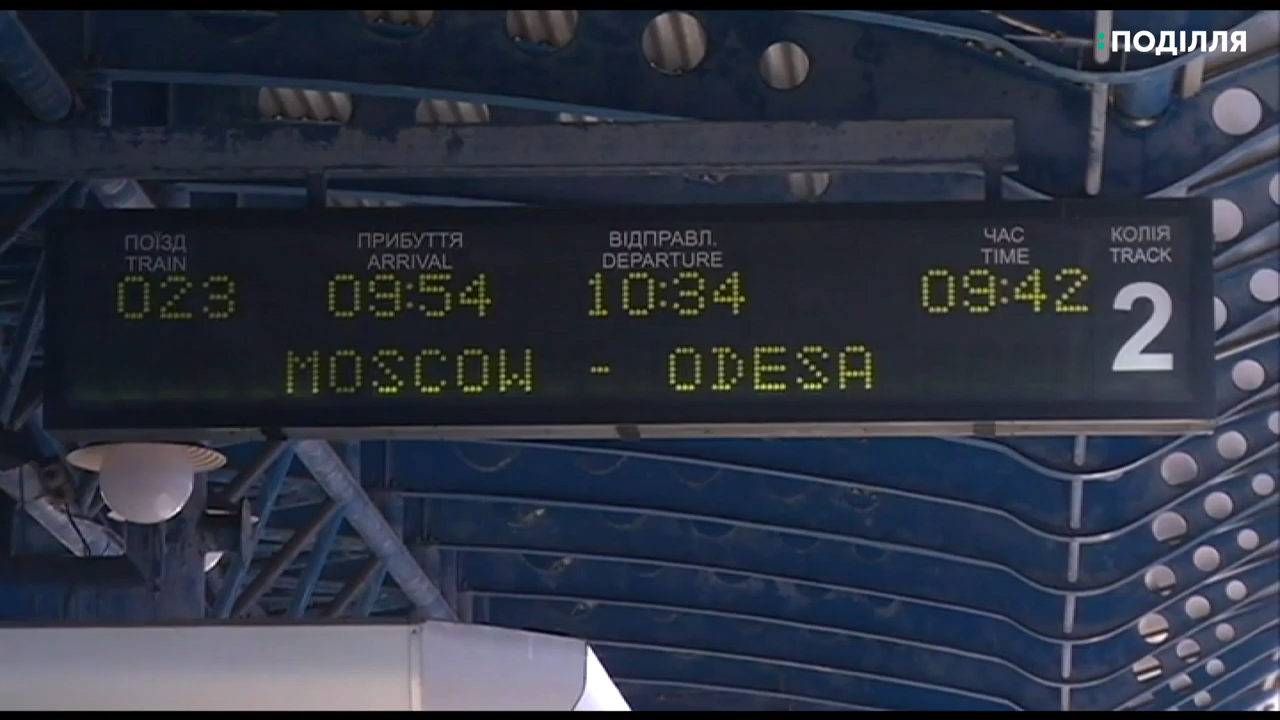 :ПОДІЛЛЯ
ПОЇЗД ПРИБУТТЯ ВІДПРАВЛ. ЧАС КОЛІЯ
TRAIN ARRIVAL DEPARTURE TIME TRACK
023 09:54 10:34 09:42 2
MOSCOW - ODESA